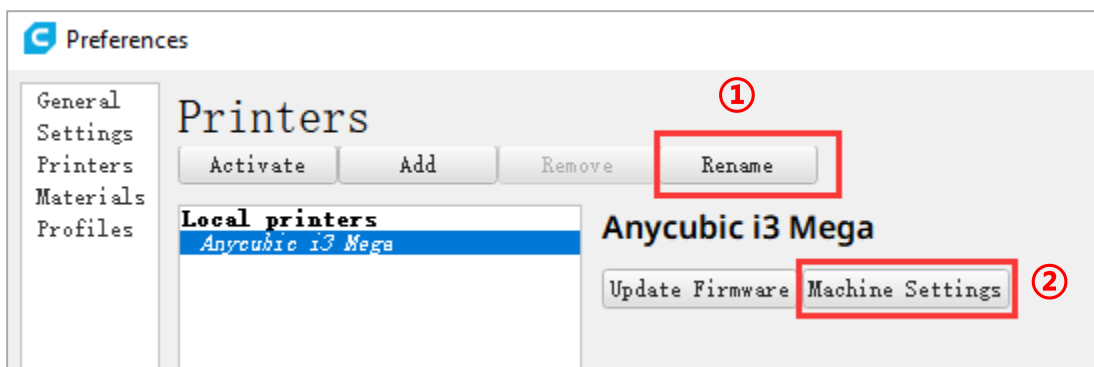 C Preferences
General
Settings
Printers
Materials
Profiles
Printers
①
Activate Add Remove Rename
Local printers
Anycubic i3 Mega
Anycubic i3 Mega
Update Firmware Machine Settings ②